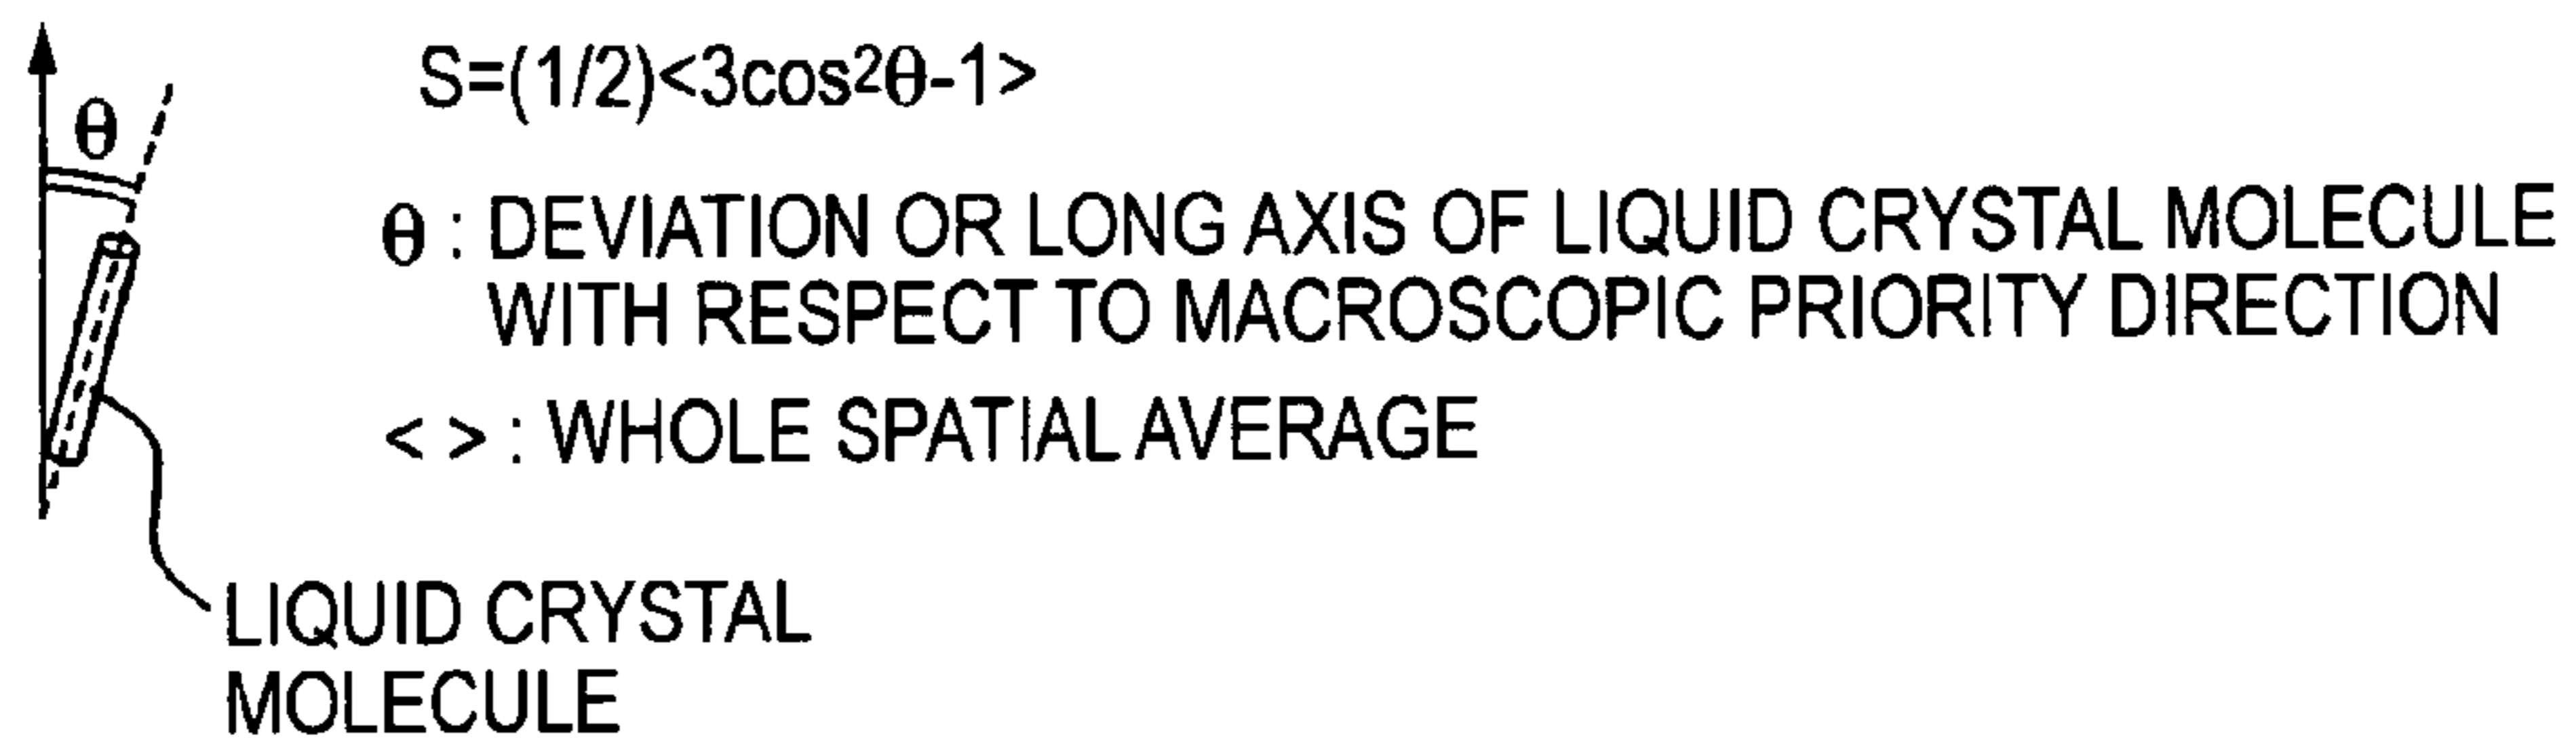 θ
S=(1/2)<3cos²θ-1>
θ : DEVIATION OR LONG AXIS OF LIQUID CRYSTAL MOLECULE
WITH RESPECT TO MACROSCOPIC PRIORITY DIRECTION
< > : WHOLE SPATIAL AVERAGE
LIQUID CRYSTAL
MOLECULE